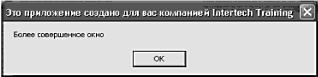 Это приложение создано для вас компанией Intertech Training
Более совершенное окно
OK